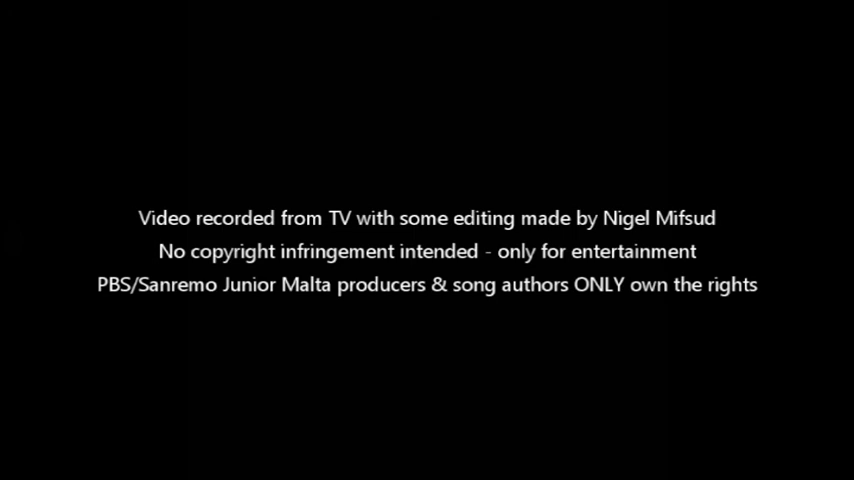 Video recorded from TV with some editing made by Nigel Mifsud
No copyright infringement intended - only for entertainment
PBS/Sanremo Junior Malta producers & song authors ONLY own the rights